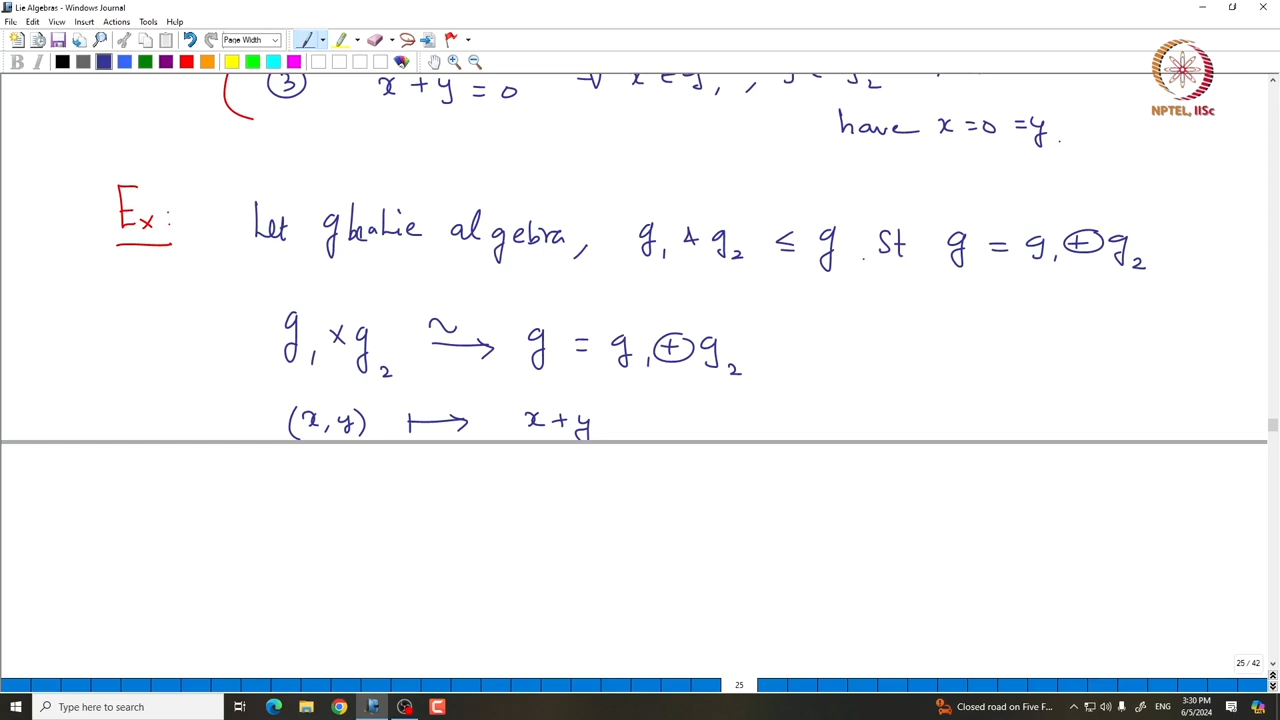 Lie Algebras - Windows Journal
File Edit View Insert Actions Tools Help
Page Width
B i
NPTEL, IISc
③ x + y = 0 ∀ x ∈ g₁, y ∈ g₂
have x = 0 = y.
Ex: Let g be a Lie algebra, g₁ & g₂ ≤ g. St g = g₁ ⊕ g₂
g₁ × g₂ ⥲ g = g₁ ⊕ g₂
(x, y) ⟼ x + y
25 / 42
25
Type here to search
Closed road on Five F...
ENG
3:30 PM
6/5/2024